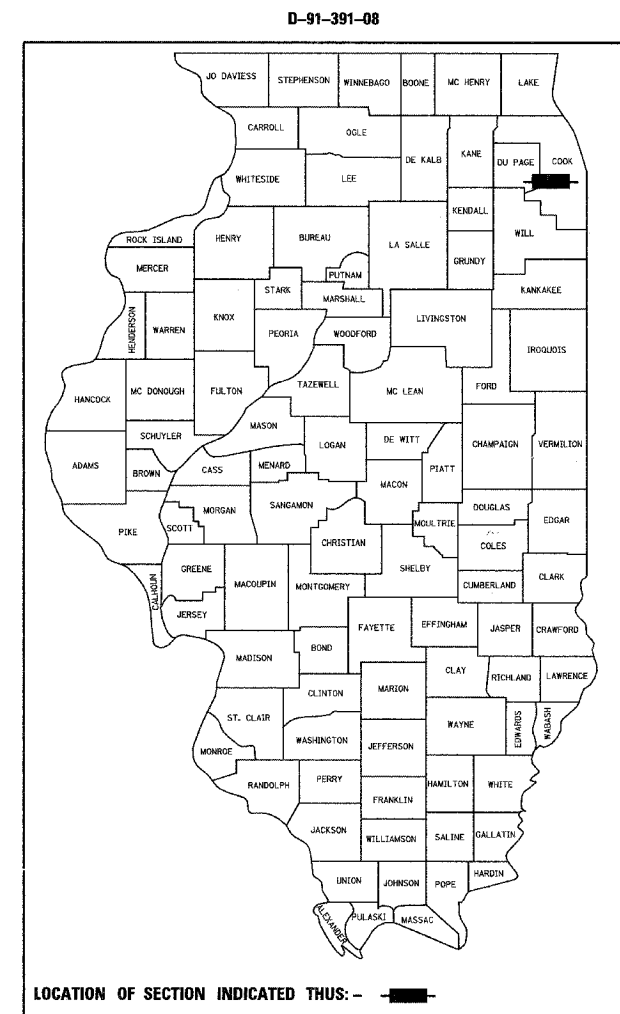 D-91-391-08
JO DAVIESS STEPHENSON WINNEBAGO BOONE MC HENRY LAKE
CARROLL OGLE DE KALB KANE DU PAGE COOK
WHITESIDE LEE
KENDALL
ROCK ISLAND HENRY BUREAU LA SALLE WILL
MERCER PUTNAM GRUNDY
STARK MARSHALL KANKAKEE
HENDERSON WARREN KNOX PEORIA WOODFORD LIVINGSTON
IROQUOIS
HANCOCK MC DONOUGH FULTON TAZEWELL MC LEAN FORD
MASON
SCHUYLER LOGAN DE WITT CHAMPAIGN VERMILION
ADAMS BROWN CASS MENARD PIATT
MACON
MORGAN SANGAMON DOUGLAS
PIKE SCOTT CHRISTIAN MOULTRIE EDGAR
COLES
GREENE SHELBY
CALHOUN MACOUPIN MONTGOMERY CUMBERLAND CLARK
JERSEY
FAYETTE EFFINGHAM JASPER CRAWFORD
MADISON BOND
CLAY
CLINTON MARION RICHLAND LAWRENCE
ST. CLAIR
WAYNE EDWARDS WABASH
MONROE WASHINGTON JEFFERSON
RANDOLPH PERRY HAMILTON WHITE
FRANKLIN
JACKSON WILLIAMSON SALINE GALLATIN
UNION JOHNSON POPE HARDIN
ALEXANDER PULASKI MASSAC
LOCATION OF SECTION INDICATED THUS: -